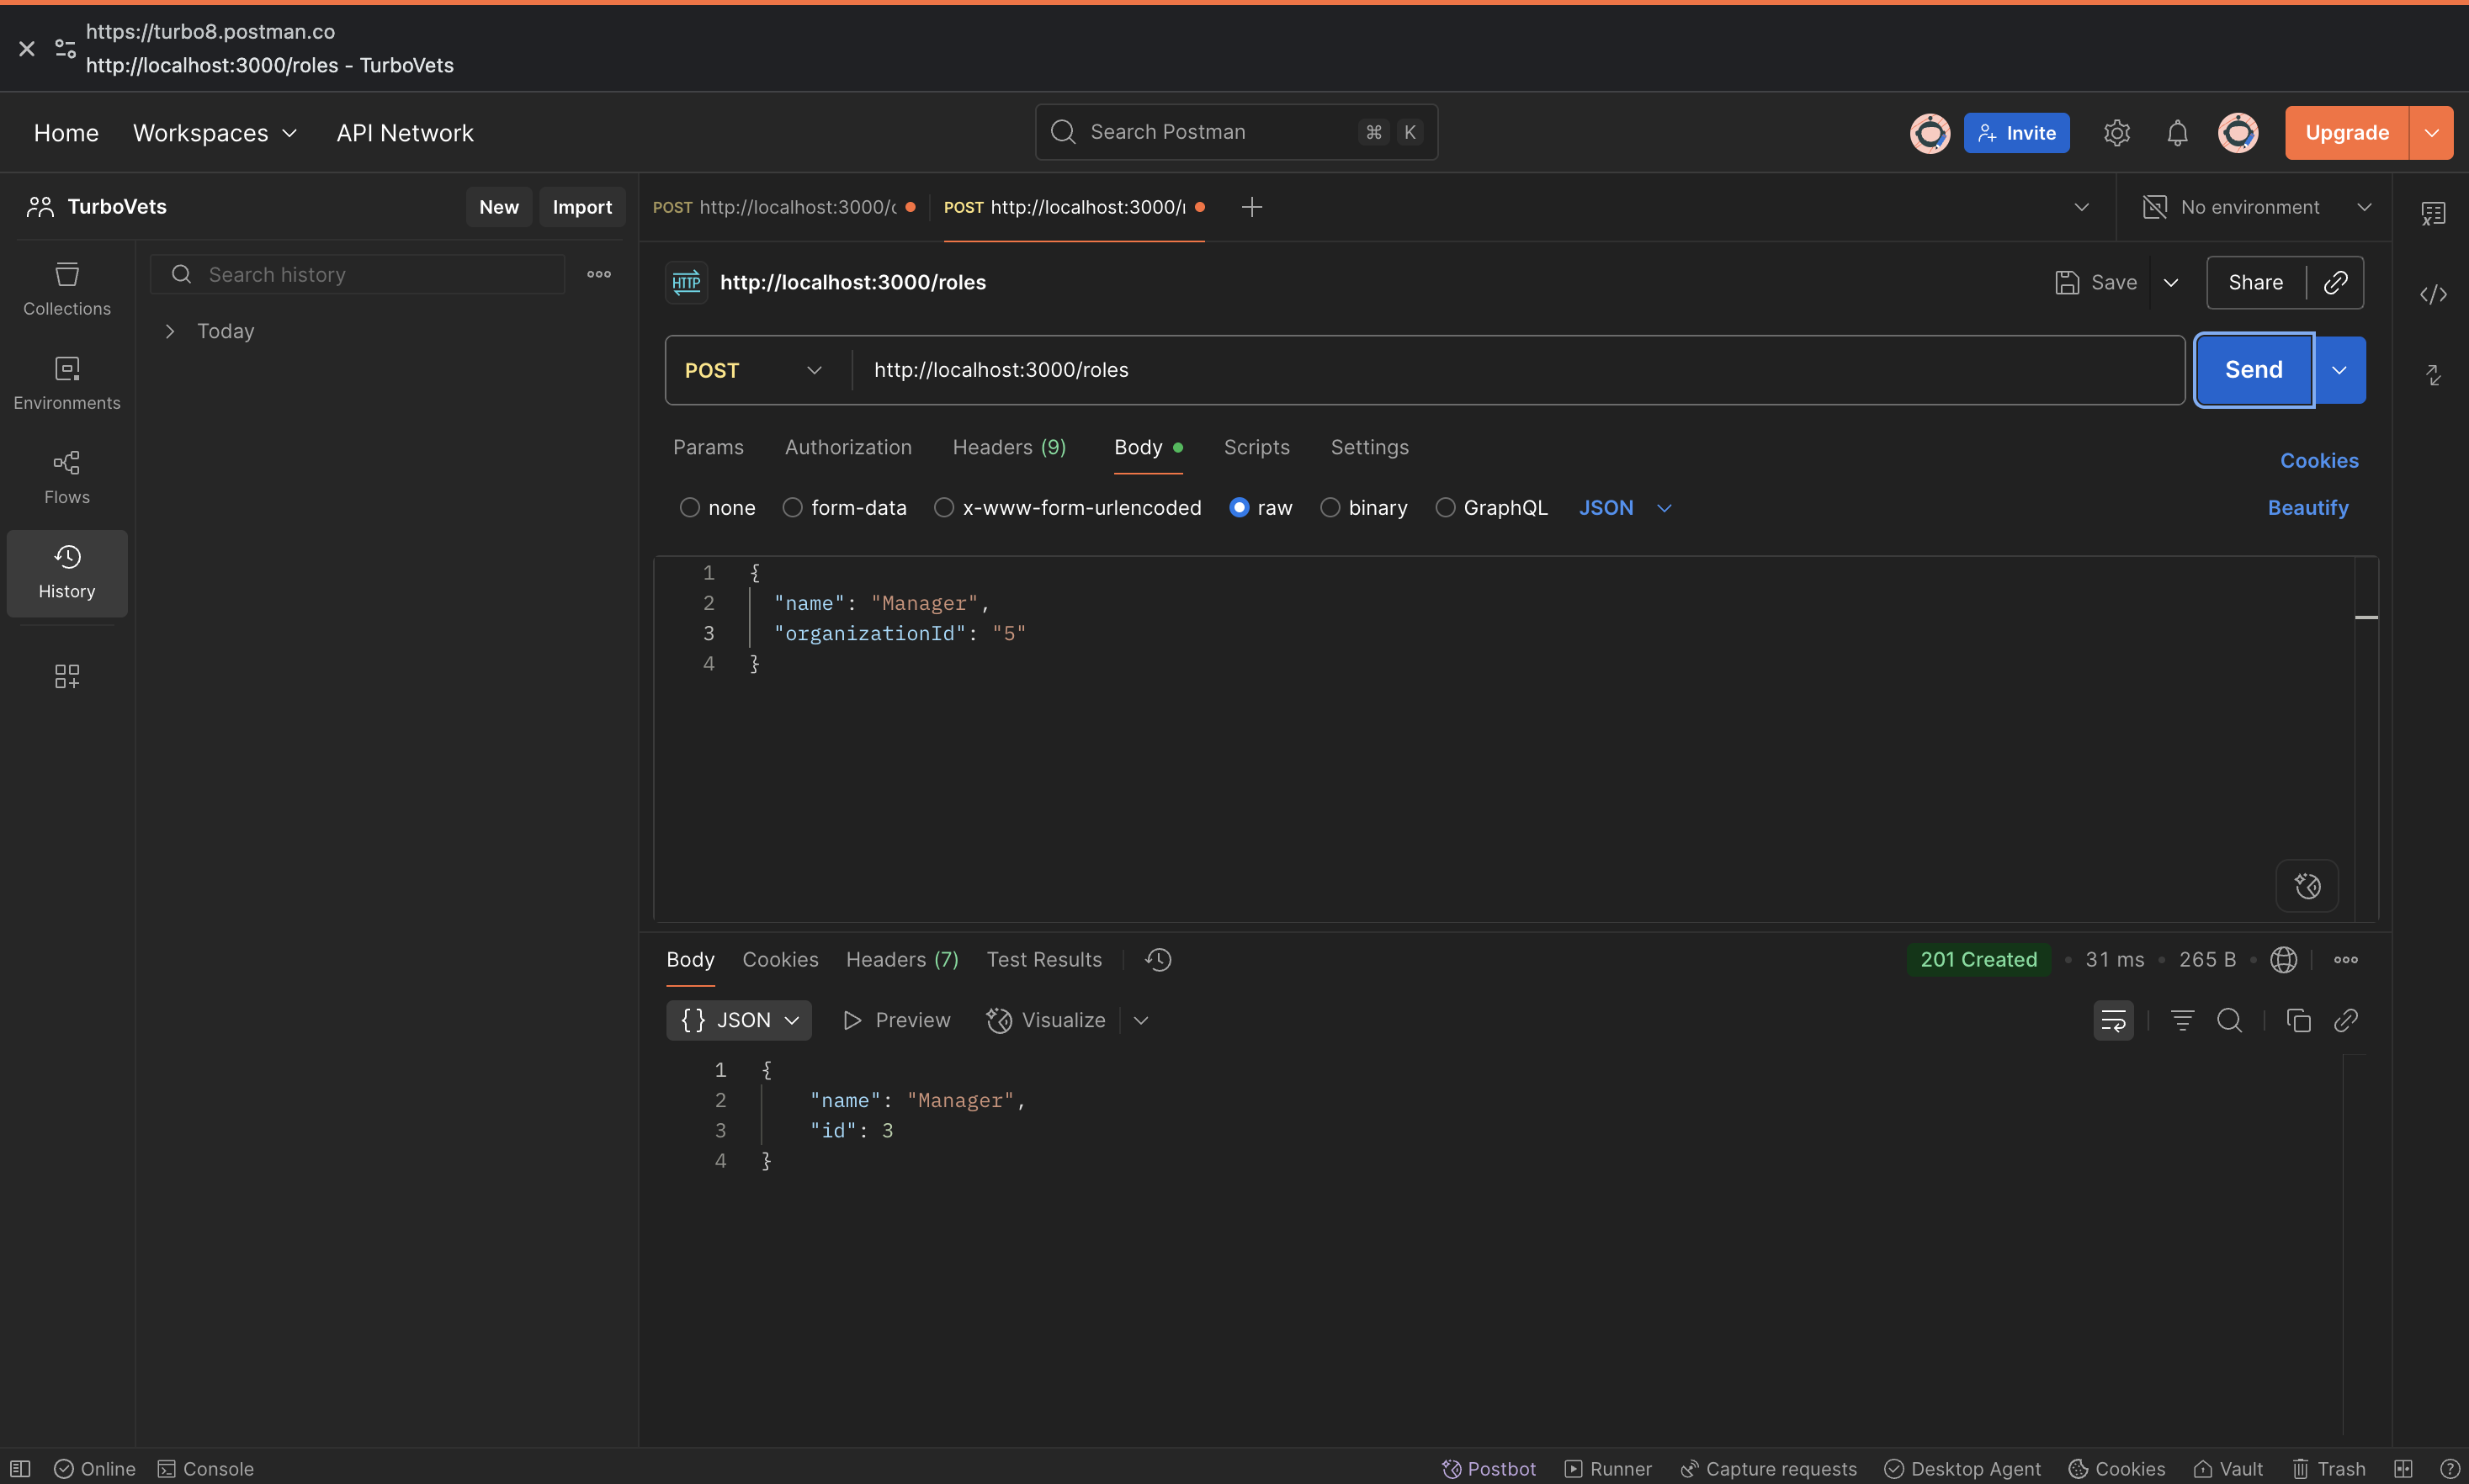 https://turbo8.postman.co
http://localhost:3000/roles - TurboVets
Home Workspaces API Network Search Postman ⌘ K Invite Upgrade
TurboVets New Import POST http://localhost:3000/ POST http://localhost:3000/ No environment
Search history
Today
Collections
Environments
Flows
History
HTTP http://localhost:3000/roles Save Share
POST http://localhost:3000/roles Send
Params Authorization Headers (9) Body Scripts Settings Cookies
none form-data x-www-form-urlencoded raw binary GraphQL JSON Beautify
1 {
2 "name": "Manager",
3 "organizationId": "5"
4 }
Body Cookies Headers (7) Test Results 201 Created • 31 ms • 265 B •
{ } JSON Preview Visualize
1 {
2 "name": "Manager",
3 "id": 3
4 }
Online Console Postbot Runner Capture requests Desktop Agent Cookies Vault Trash